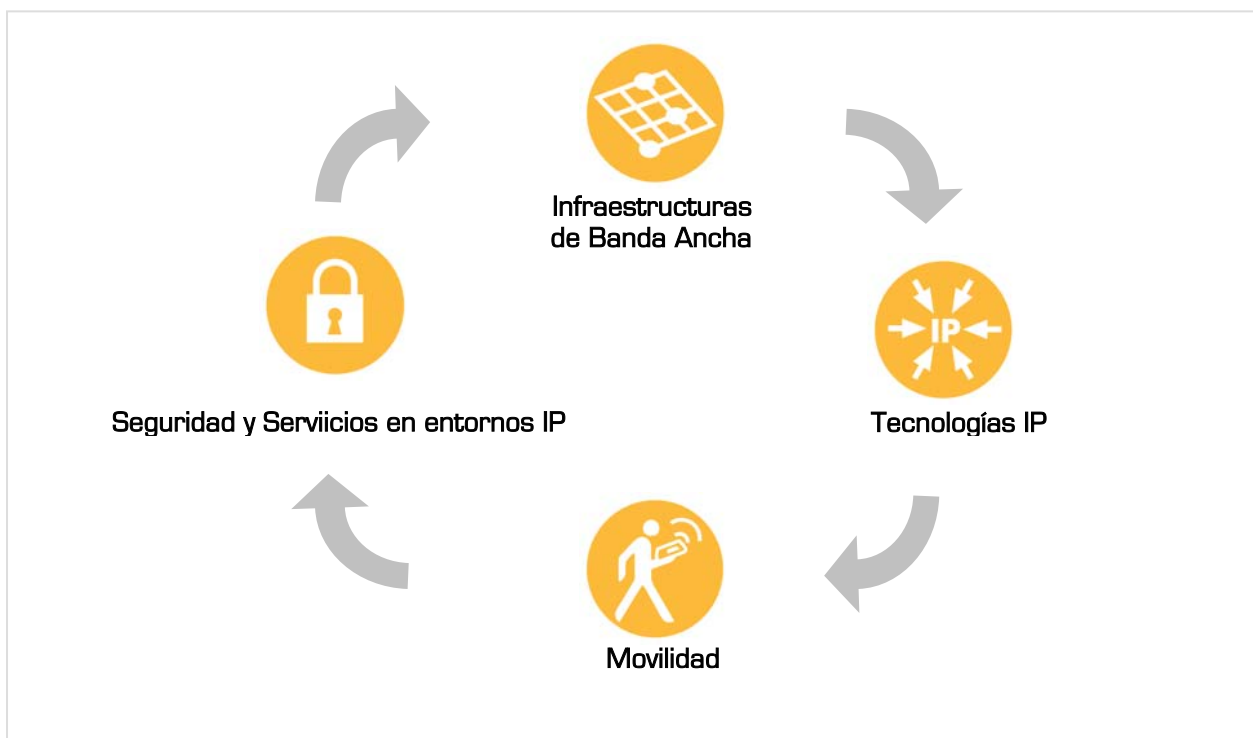 Infraestructuras
de Banda Ancha
IP
Seguridad y Serviicios en entornos IP
Tecnologías IP
Movilidad